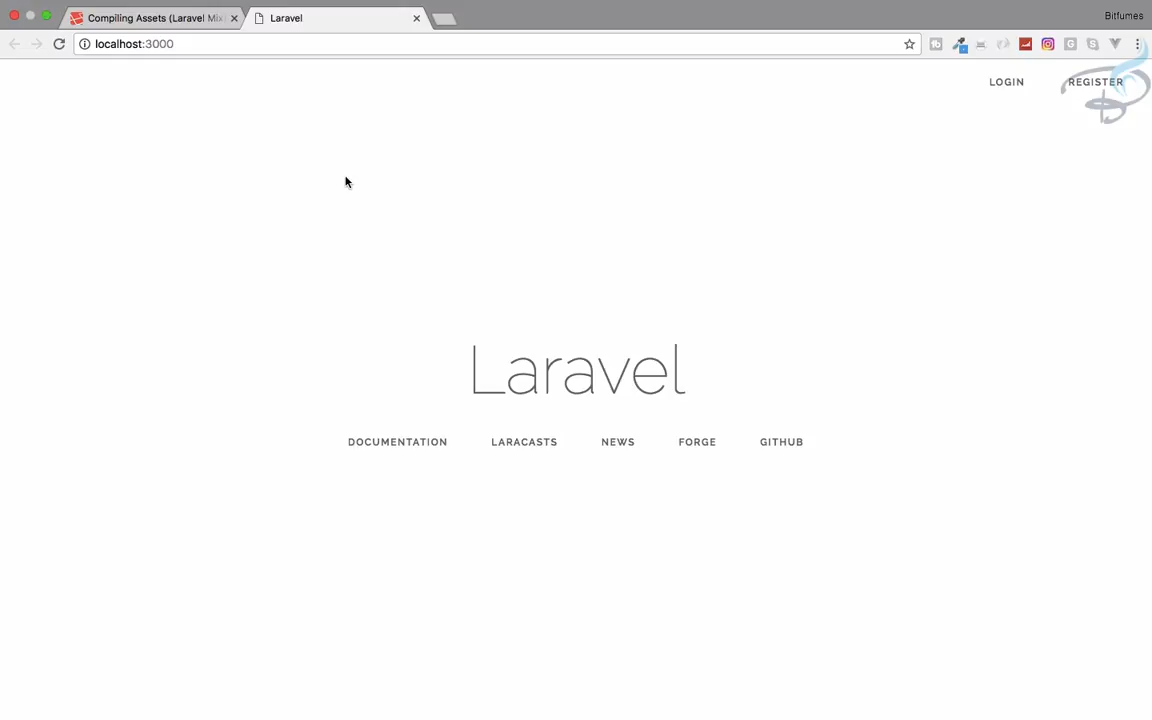 Compiling Assets (Laravel Mix)
Laravel
Bitfumes
localhost:3000
LOGIN
REGISTER
Laravel
DOCUMENTATION
LARACASTS
NEWS
FORGE
GITHUB